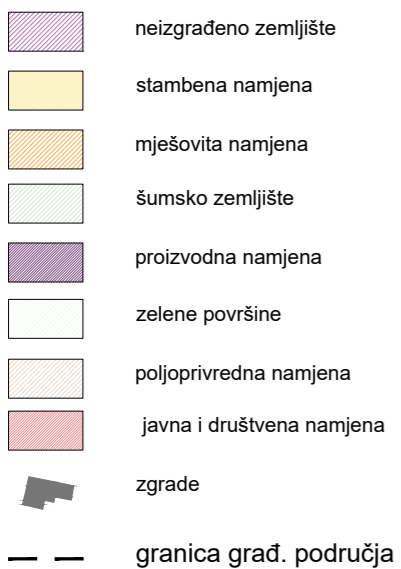 neizgrađeno zemljište
stambena namjena
mješovita namjena
šumsko zemljište
proizvodna namjena
zelene površine
poljoprivredna namjena
javna i društvena namjena
zgrade
granica građ. područja